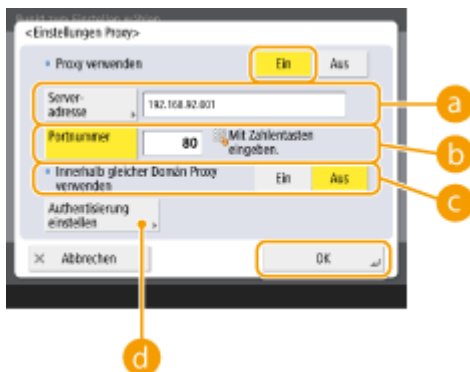 Punkt zum Einstellen wählen.
<Einstellungen Proxy>
Proxy verwenden
Ein
Aus
Server-
adresse
192.168.92.001
a
Portnummer
80
Mit Zahlentasten
eingeben.
b
Innerhalb gleicher Domän Proxy
verwenden
Ein
Aus
c
Authentisierung
einstellen
× Abbrechen
OK
d